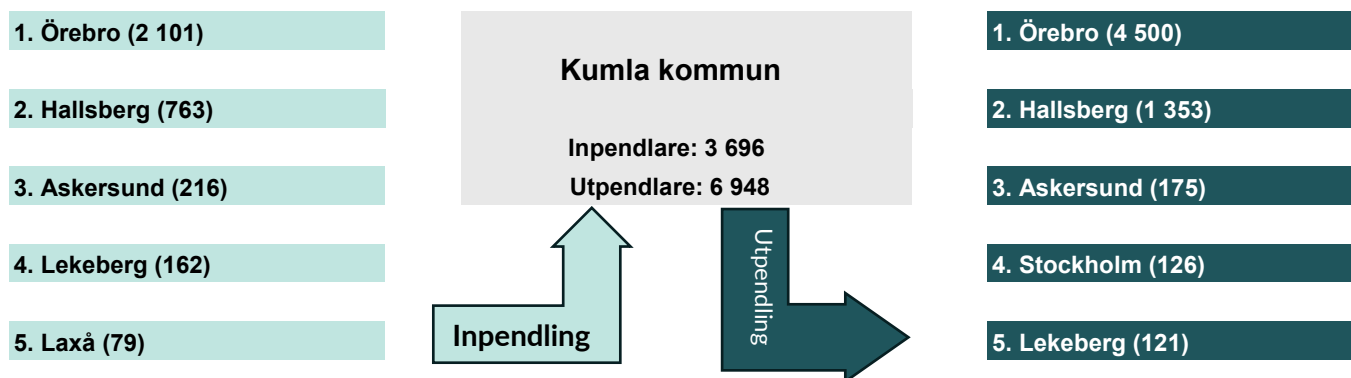 1. Örebro (2 101)
2. Hallsberg (763)
3. Askersund (216)
4. Lekeberg (162)
5. Laxå (79)
Kumla kommun
Inpendlare: 3 696
Utpendlare: 6 948
Inpendling
Utpendling
1. Örebro (4 500)
2. Hallsberg (1 353)
3. Askersund (175)
4. Stockholm (126)
5. Lekeberg (121)